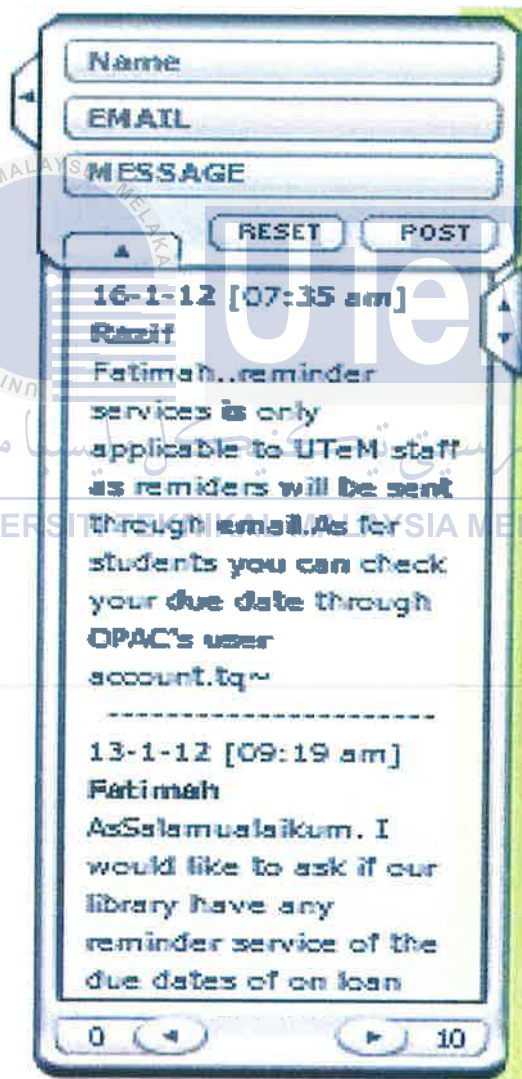 Name
EMAIL
MESSAGE
RESET POST
16-1-12 [07:35 am]
Razif
Fatimah..reminder
services is only
applicable to UTeM staff
as remiders will be sent
through email.As for
students you can check
your due date through
OPAC's user
account.tq~
-----------------------
13-1-12 [09:19 am]
Fatimah
AsSalamualaikum. I
would like to ask if our
library have any
reminder service of the
due dates of on loan
0 10